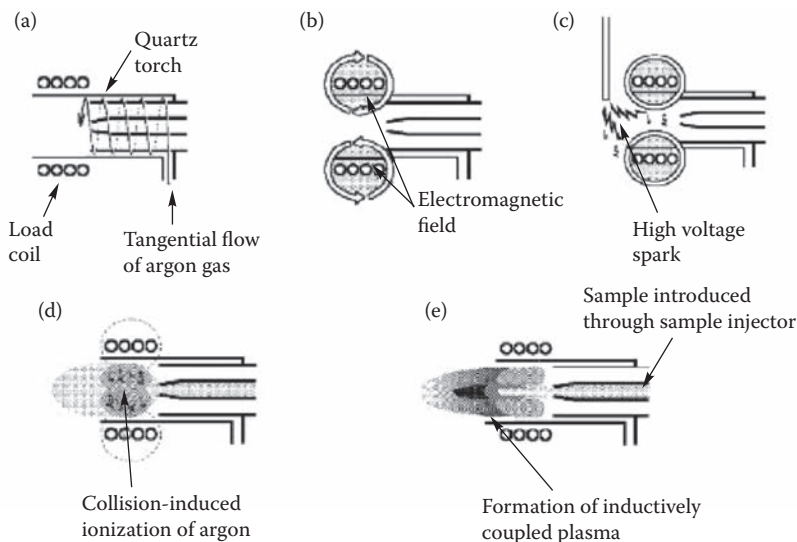 (a)
Quartz
torch
Load
coil
Tangential flow
of argon gas
(b)
Electromagnetic
field
(c)
High voltage
spark
(d)
Collision-induced
ionization of argon
(e)
Sample introduced
through sample injector
Formation of inductively
coupled plasma